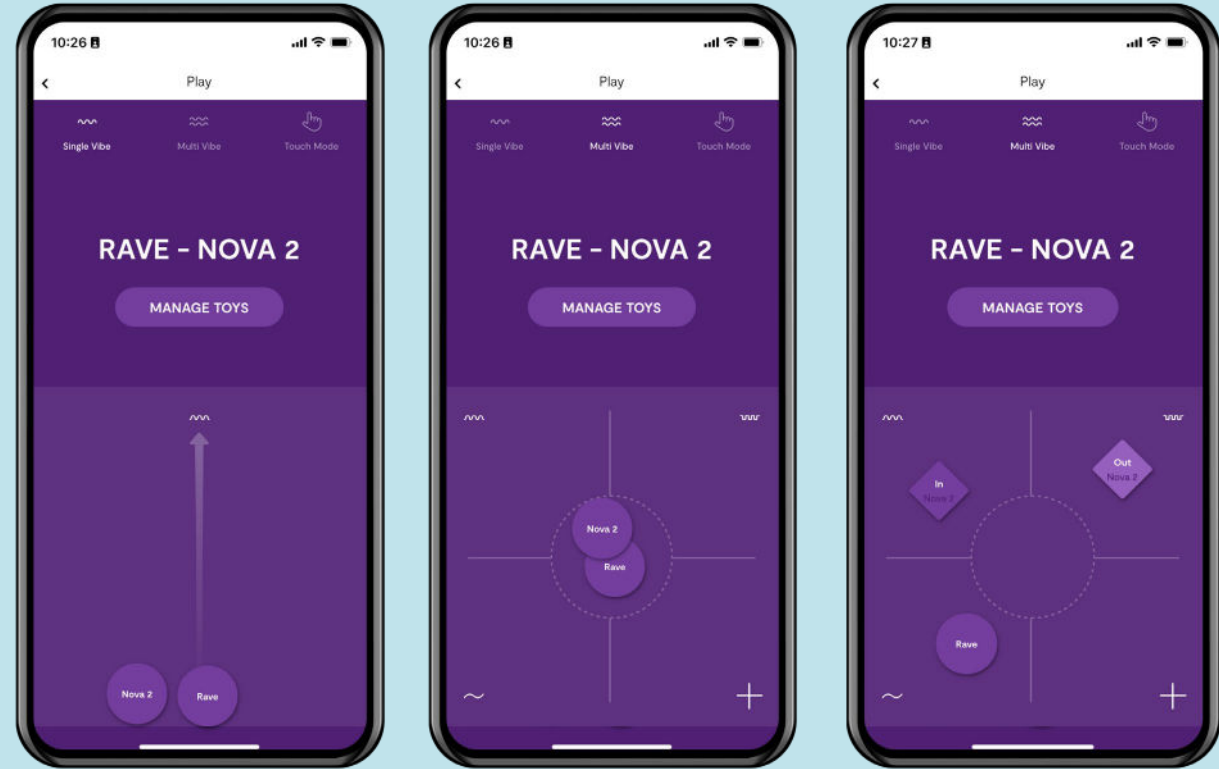 10:26
Play
Single Vibe Multi Vibe Touch Mode
RAVE – NOVA 2
MANAGE TOYS
Nova 2
Rave
10:26
Play
Single Vibe Multi Vibe Touch Mode
RAVE – NOVA 2
MANAGE TOYS
Nova 2
Rave
10:27
Play
Single Vibe Multi Vibe Touch Mode
RAVE – NOVA 2
MANAGE TOYS
Out
Nova 2
In
Nova 2
Rave